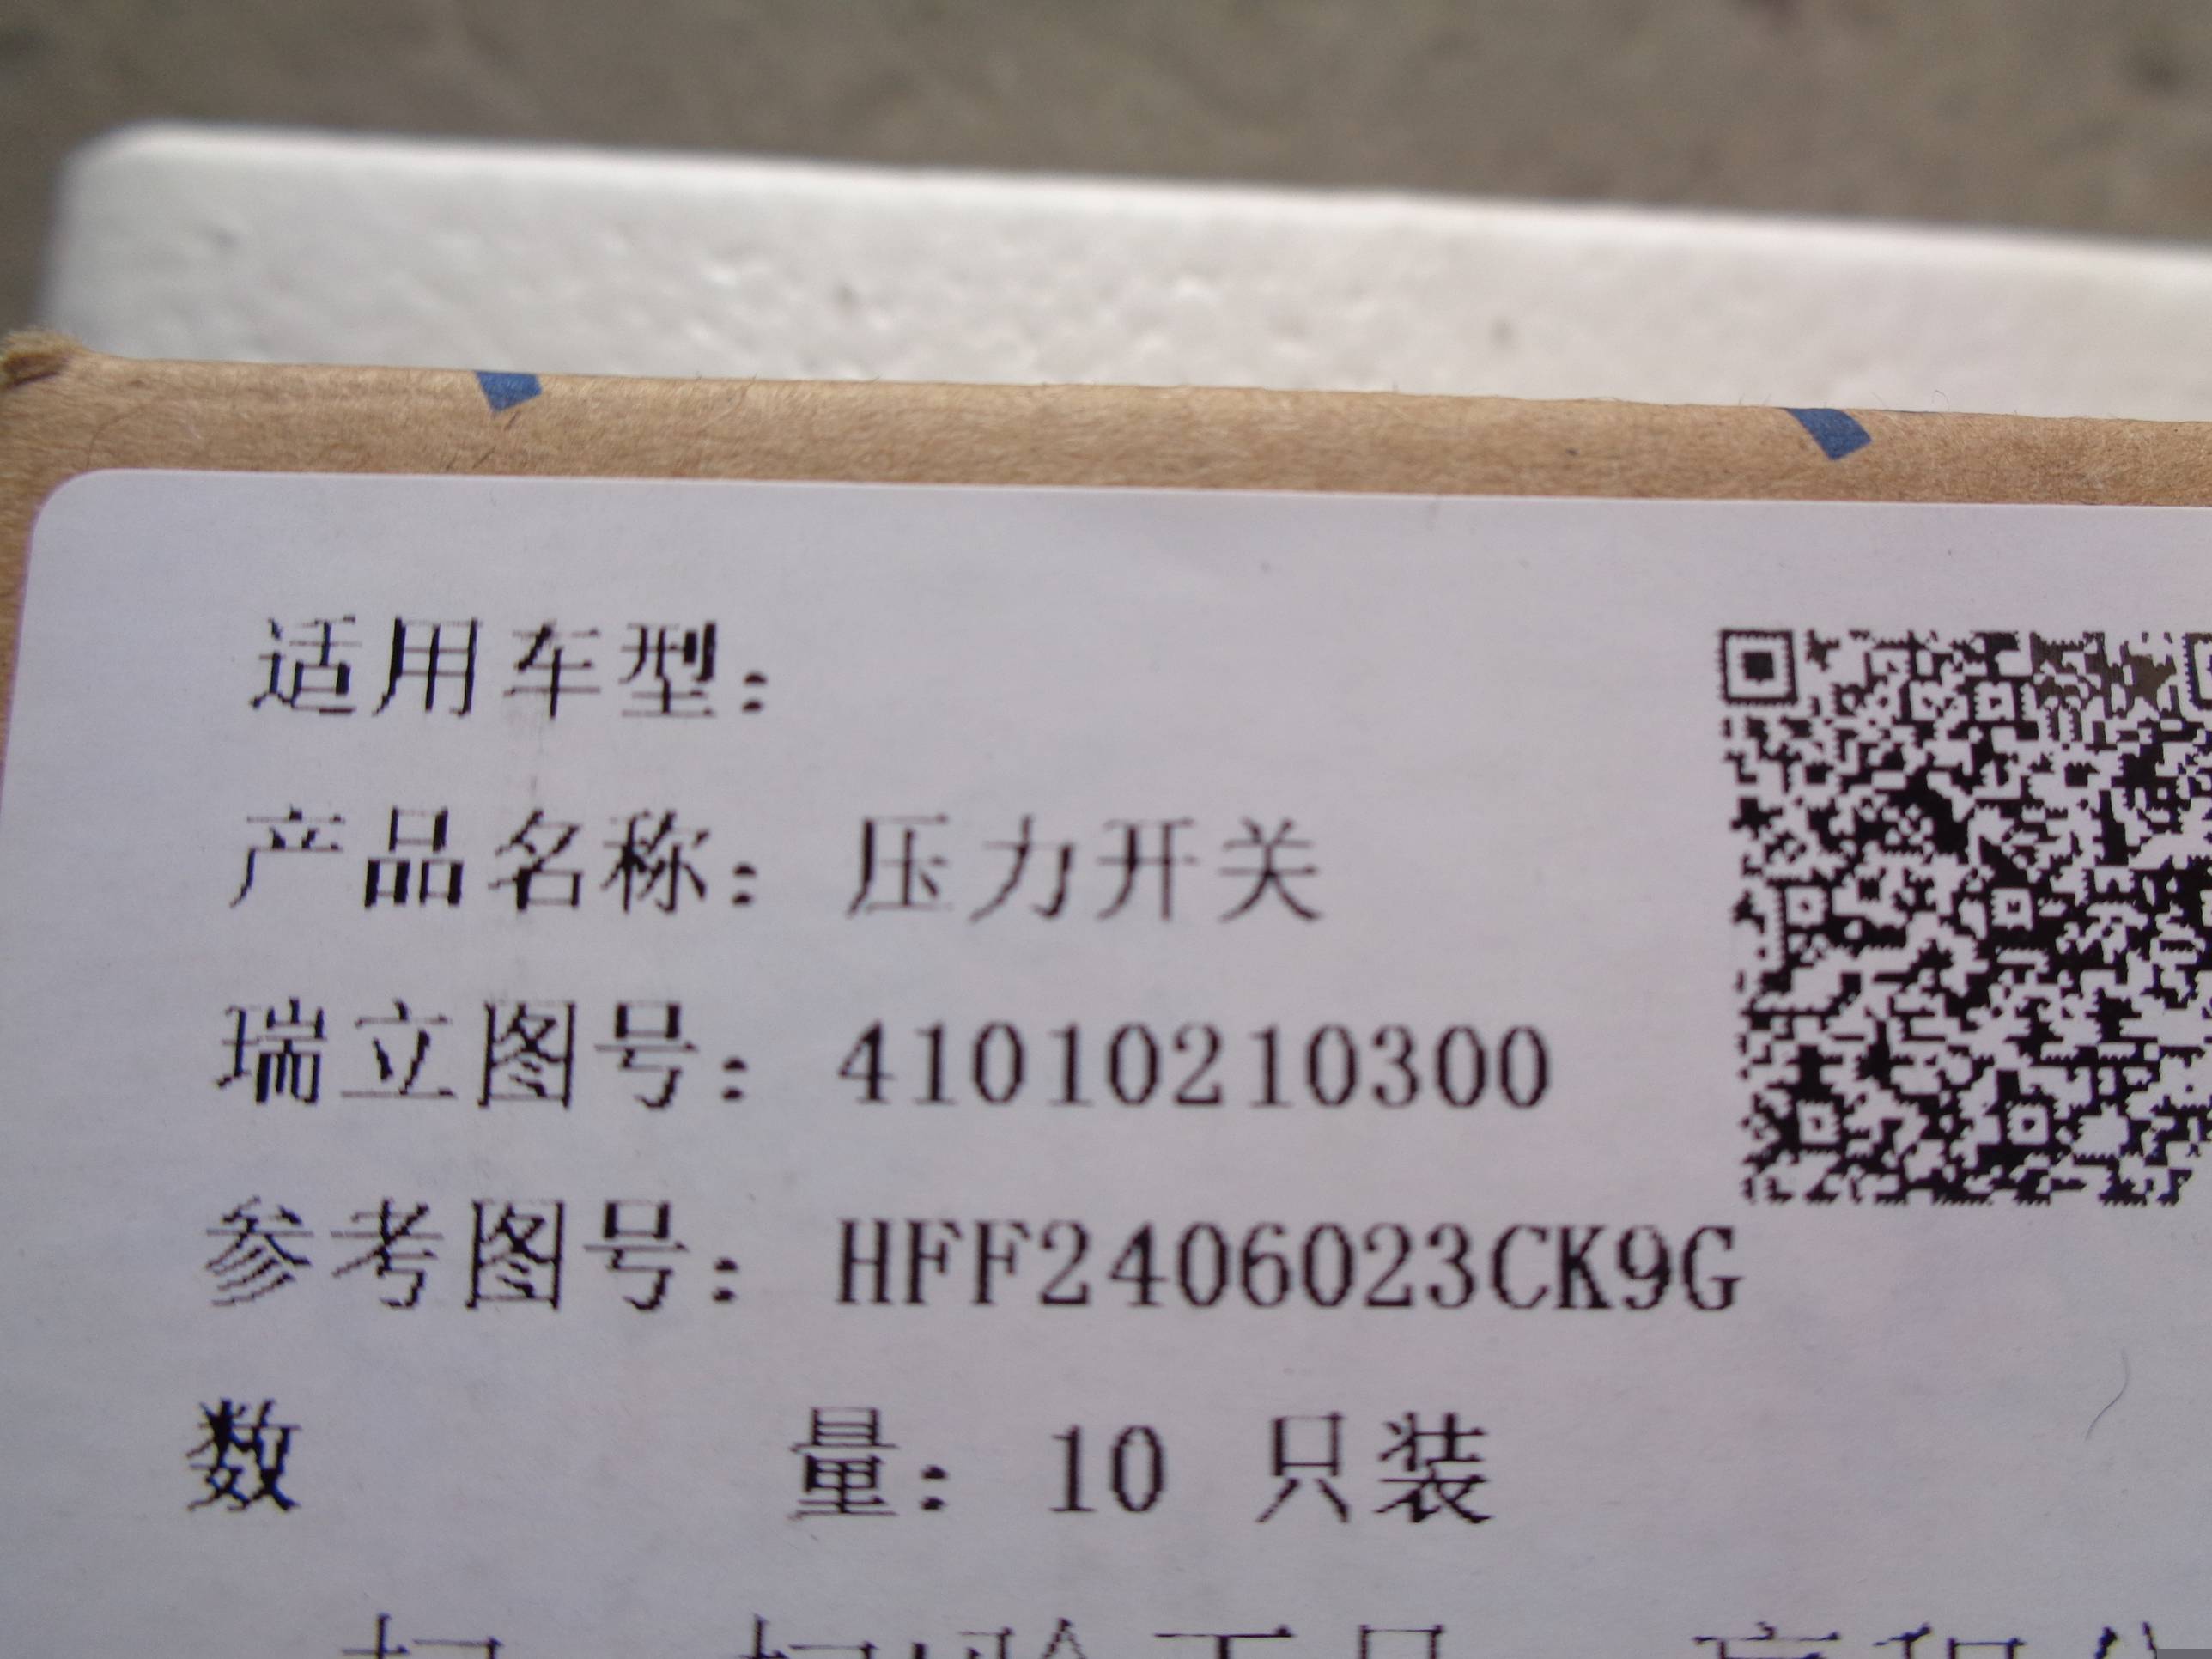 适用车型:
产品名称: 压力开关
瑞立图号: 41010210300
参考图号: HFF2406023CK9G
数 量: 10 只装